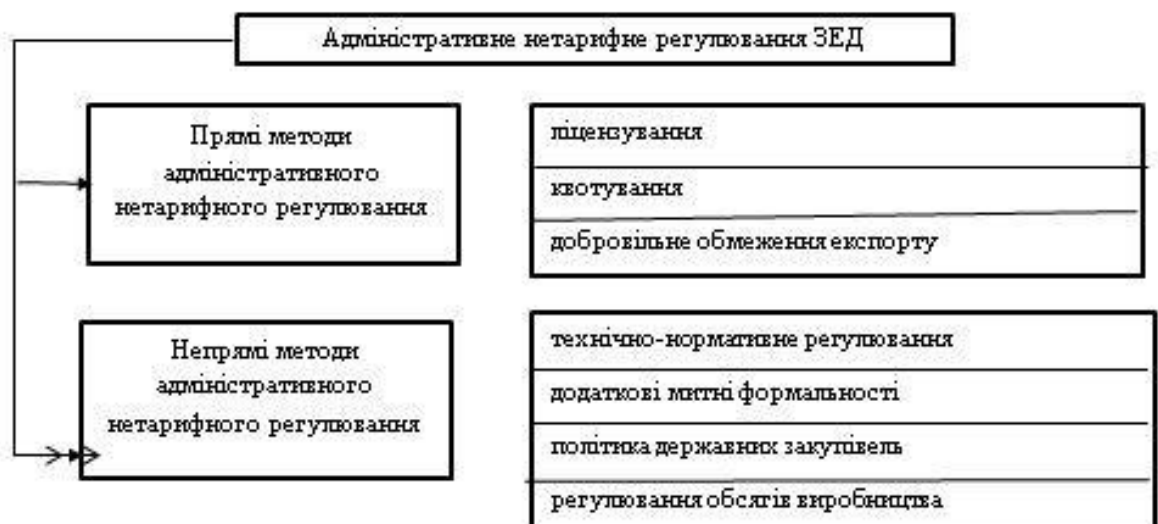 Адміністративне нетарифне регулювання ЗЕД
Прямі методи
адміністративного
нетарифного регулювання
ліцензування
квотування
добровільне обмеження експорту
Непрямі методи
адміністративного
нетарифного регулювання
технічно-нормативне регулювання
додаткові митні формальності
політика державних закупівель
регулювання обсягів виробництва